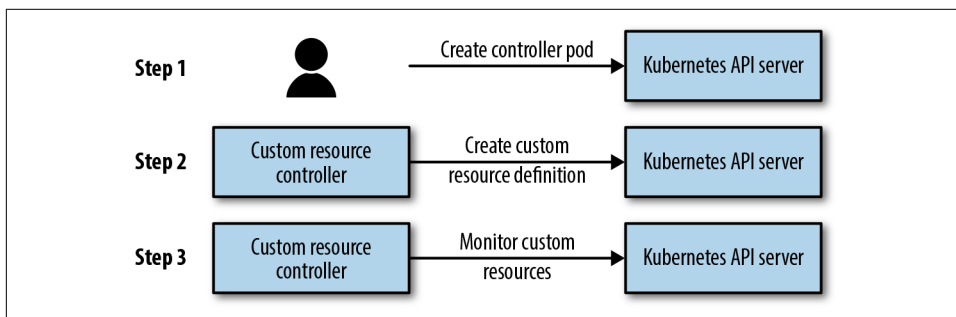 Step 1
Create controller pod
Kubernetes API server
Step 2
Custom resource
controller
Create custom
resource definition
Kubernetes API server
Step 3
Custom resource
controller
Monitor custom
resources
Kubernetes API server